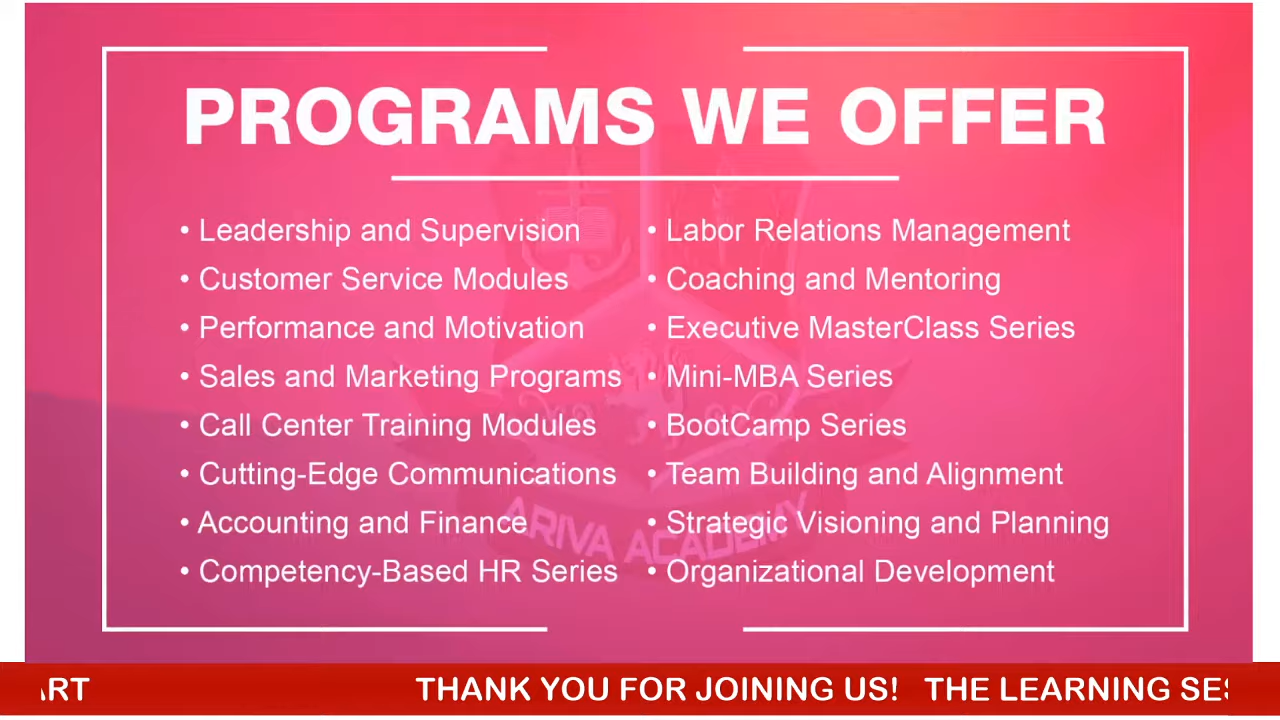 PROGRAMS WE OFFER
• Leadership and Supervision
• Customer Service Modules
• Performance and Motivation
• Sales and Marketing Programs
• Call Center Training Modules
• Cutting-Edge Communications
• Accounting and Finance
• Competency-Based HR Series
• Labor Relations Management
• Coaching and Mentoring
• Executive MasterClass Series
• Mini-MBA Series
• BootCamp Series
• Team Building and Alignment
• Strategic Visioning and Planning
• Organizational Development
ARIVA ACADEMY
THANK YOU FOR JOINING US! THE LEARNING